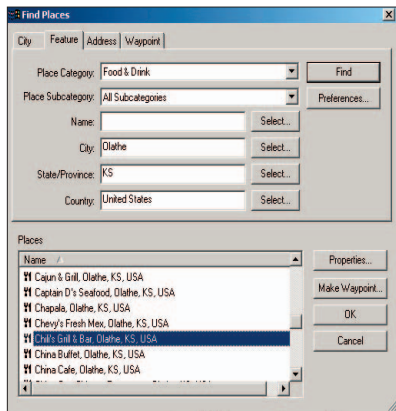 Find Places
City Feature Address Waypoint
Place Category: Food & Drink Find
Place Subcategory: All Subcategories Preferences...
Name: Select...
City: Olathe Select...
State/Province: KS Select...
Country: United States Select...
Places
Name Properties...
Cajun & Grill, Olathe, KS, USA
Captain D's Seafood, Olathe, KS, USA Make Waypoint...
Chapala, Olathe, KS, USA
Chevy's Fresh Mex, Olathe, KS, USA OK
Chili's Grill & Bar, Olathe, KS, USA Cancel
China Buffet, Olathe, KS, USA
China Cafe, Olathe, KS, USA